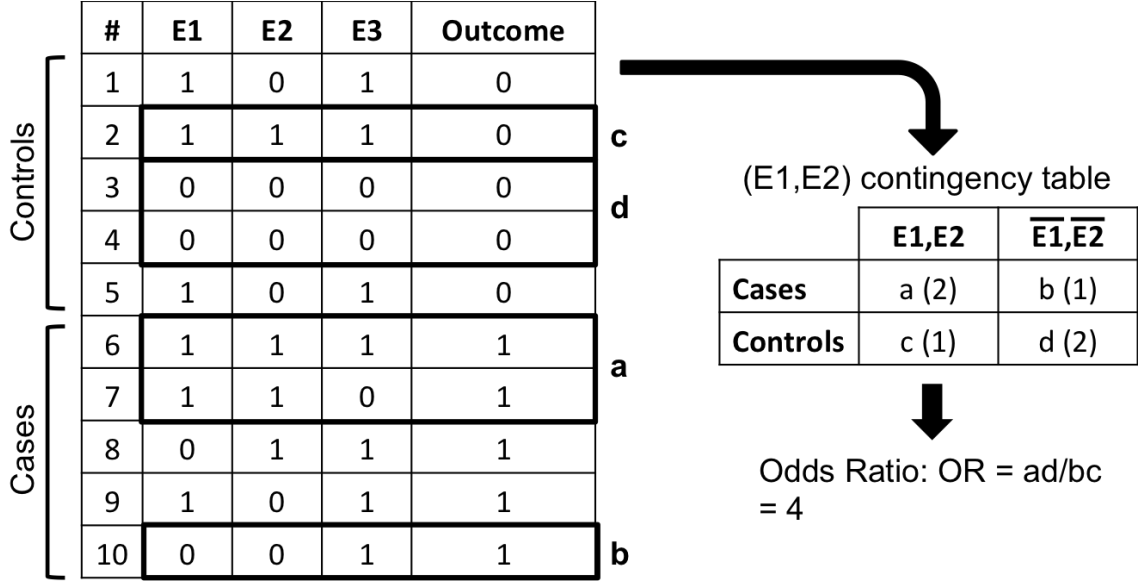 # E1 E2 E3 Outcome
1 1 0 1 0
2 1 1 1 0
3 0 0 0 0
4 0 0 0 0
5 1 0 1 0
6 1 1 1 1
7 1 1 0 1
8 0 1 1 1
9 1 0 1 1
10 0 0 1 1
Controls
Cases
c
d
a
b
(E1,E2) contingency table
E1,E2 E̅1̅,E̅2̅
Cases a (2) b (1)
Controls c (1) d (2)
Odds Ratio: OR = ad/bc
= 4